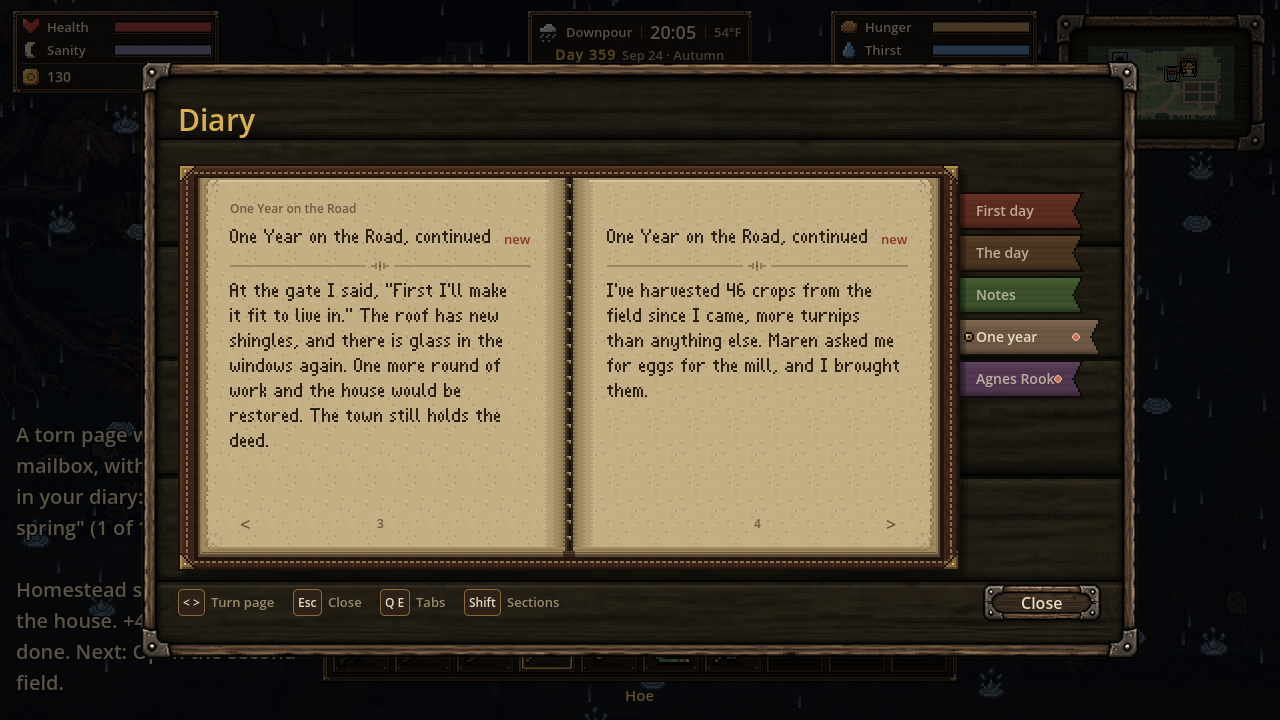 Health
Sanity
130
Downpour
20:05
54°F
Day 359 Sep 24 · Autumn
Hunger
Thirst
Diary
One Year on the Road
One Year on the Road, continued new
At the gate I said, "First I'll make
it fit to live in." The roof has new
shingles, and there is glass in the
windows again. One more round of
work and the house would be
restored. The town still holds the
deed.
< 3
One Year on the Road, continued new
I've harvested 46 crops from the
field since I came, more turnips
than anything else. Maren asked me
for eggs for the mill, and I brought
them.
4 >
First day
The day
Notes
One year
Agnes Rook
A torn page
mailbox, with
in your diary:
spring" (1 of
Homestead
the house.
done. Next:
the second
field.
< > Turn page
Esc Close
Q E Tabs
Shift Sections
Close
Hoe